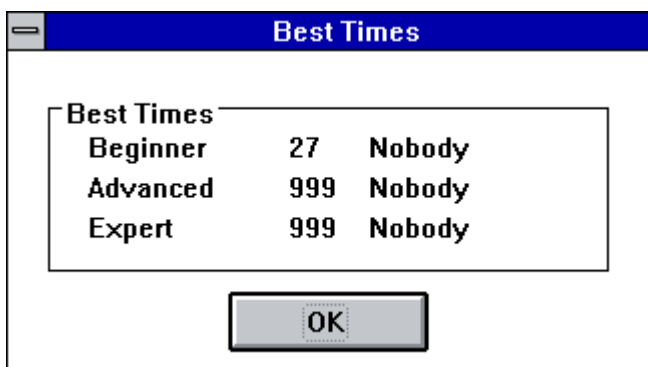 Best Times
Best Times
Beginner 27 Nobody
Advanced 999 Nobody
Expert 999 Nobody
OK